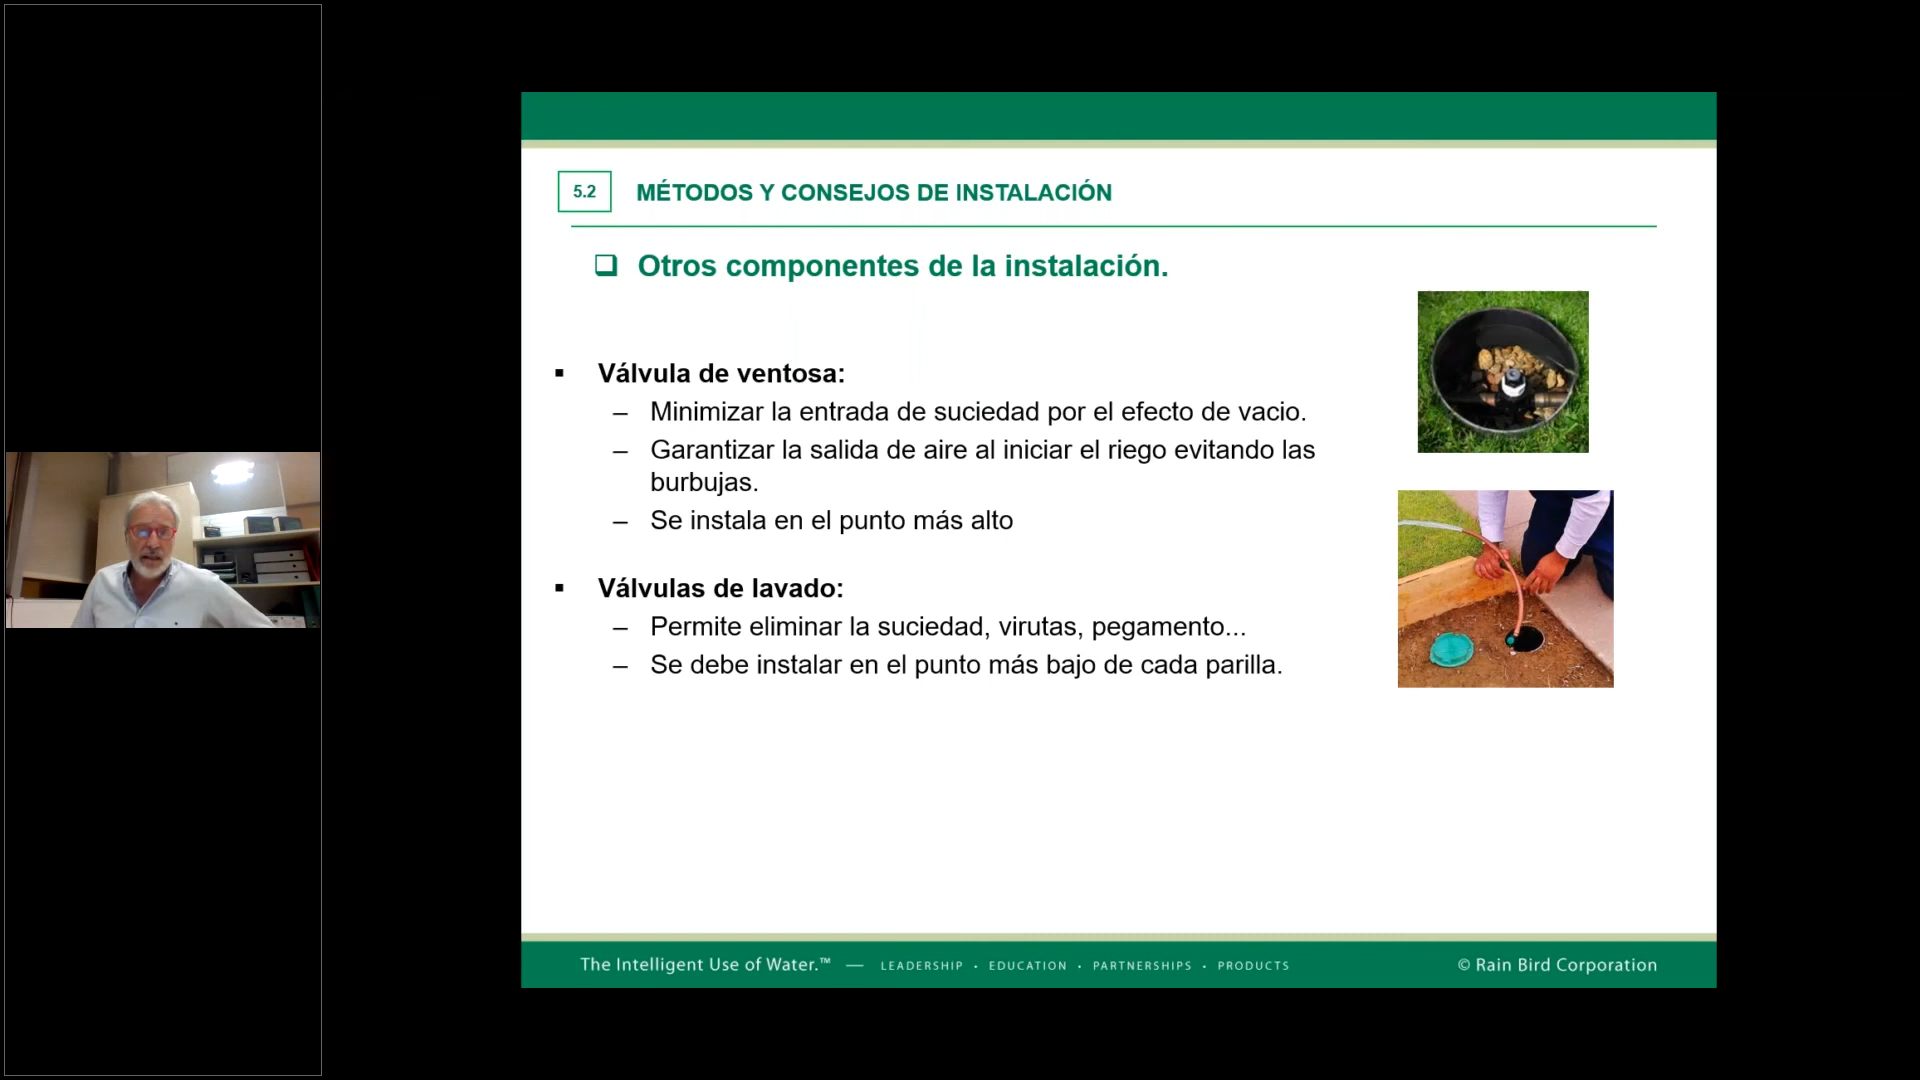 5.2 MÉTODOS Y CONSEJOS DE INSTALACIÓN
Otros componentes de la instalación.
Válvula de ventosa:
– Minimizar la entrada de suciedad por el efecto de vacio.
– Garantizar la salida de aire al iniciar el riego evitando las
burbujas.
– Se instala en el punto más alto
Válvulas de lavado:
– Permite eliminar la suciedad, virutas, pegamento...
– Se debe instalar en el punto más bajo de cada parilla.
The Intelligent Use of Water.™ — LEADERSHIP • EDUCATION • PARTNERSHIPS • PRODUCTS
© Rain Bird Corporation